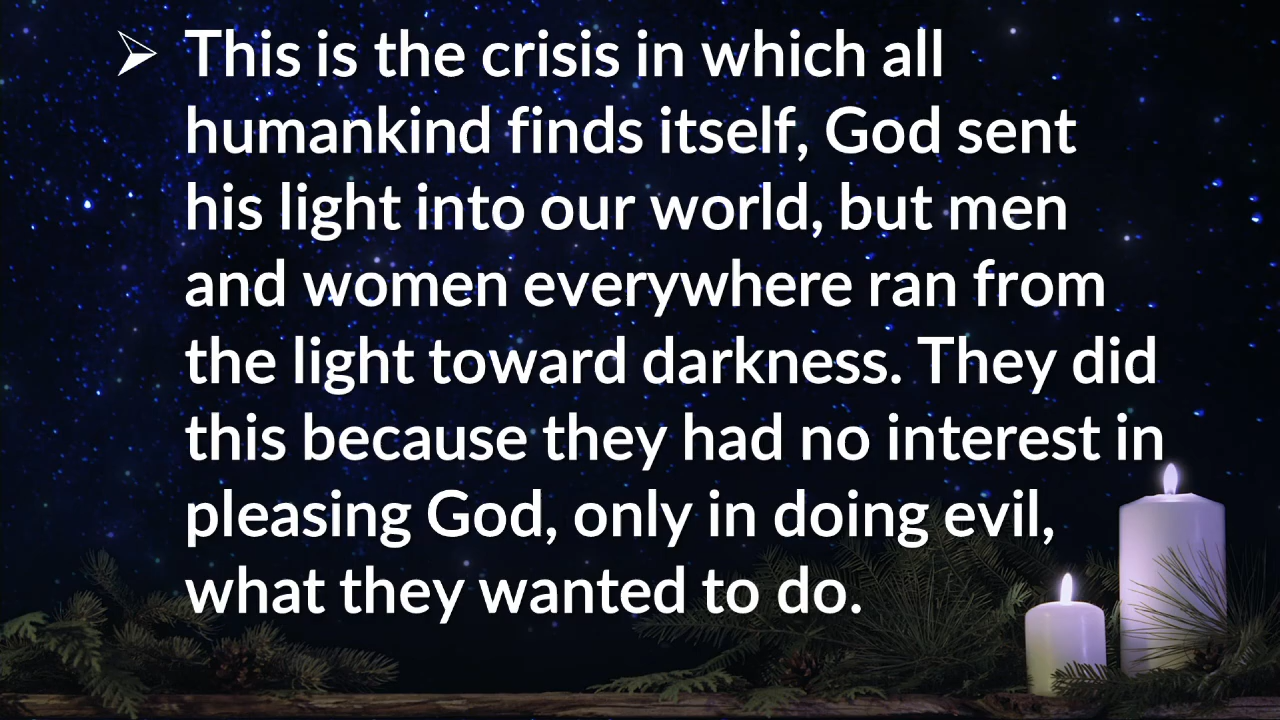 ➢ This is the crisis in which all
humankind finds itself, God sent
his light into our world, but men
and women everywhere ran from
the light toward darkness. They did
this because they had no interest in
pleasing God, only in doing evil,
what they wanted to do.